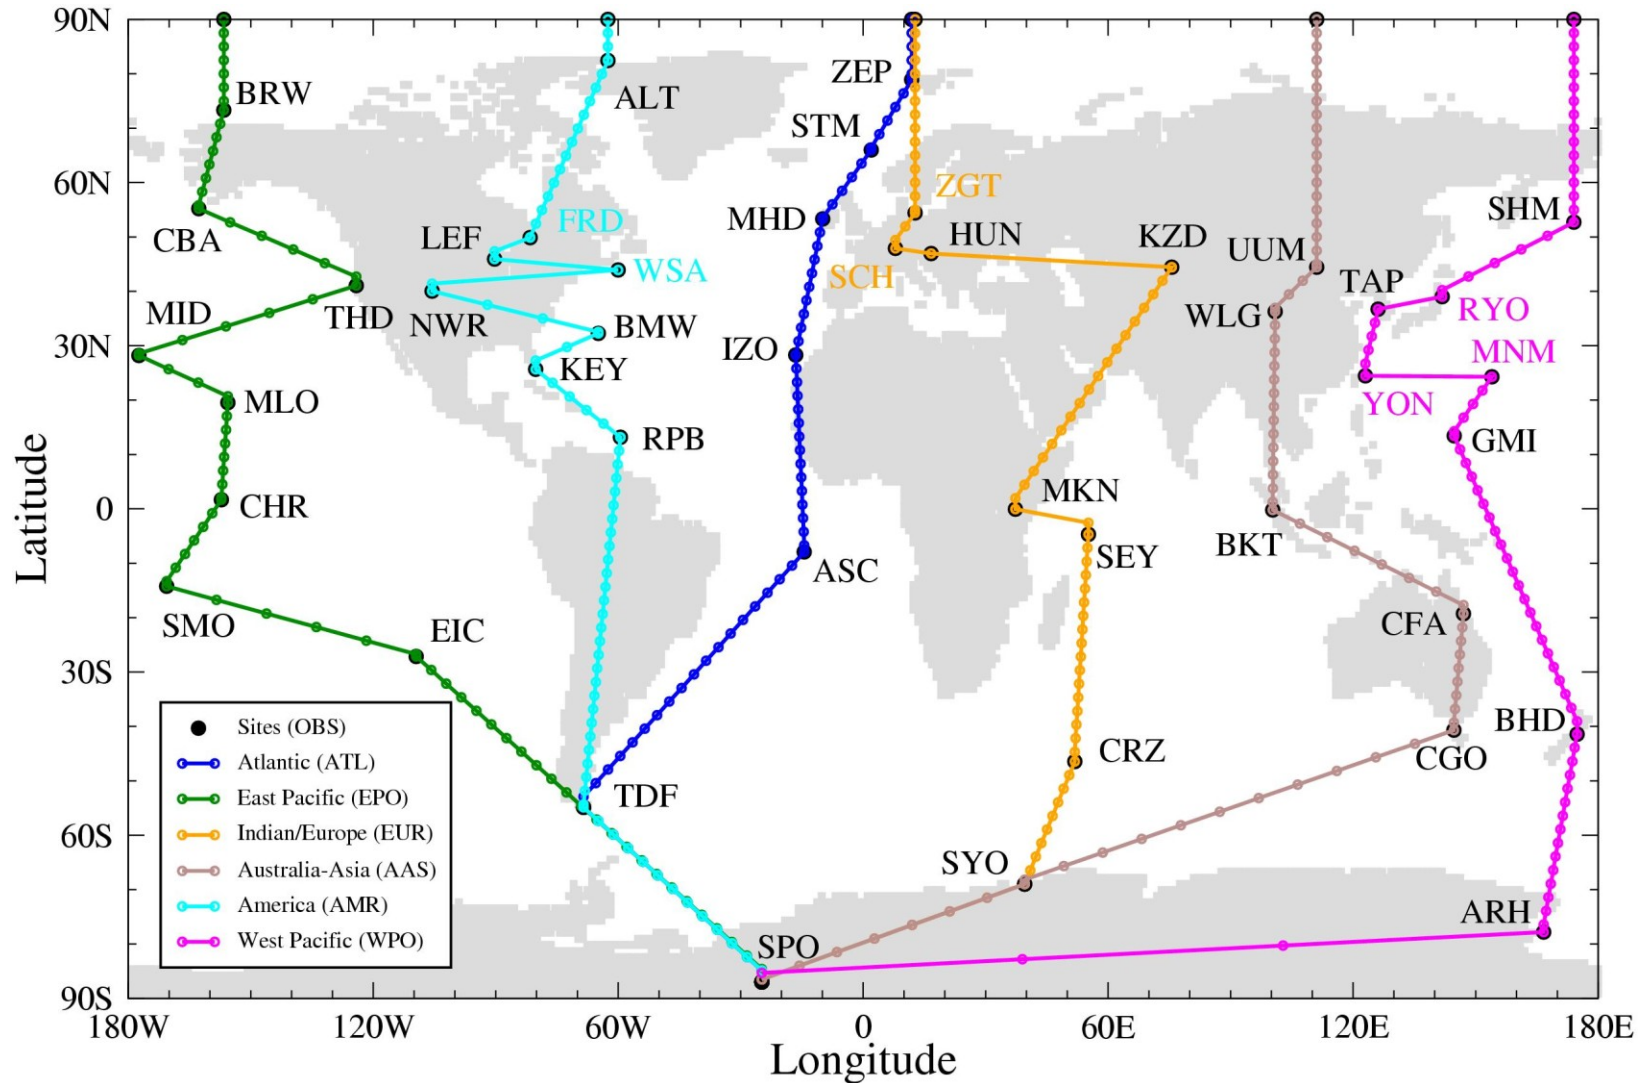 90N
60N
30N
0
30S
60S
90S
Latitude
180W
120W
60W
0
60E
120E
180E
Longitude
BRW
ALT
ZEP
STM
ZGT
CBA
FRD
LEF
MHD
HUN
KZD
UUM
SHM
WSA
SCH
TAP
MID
THD
NWR
BMW
IZO
WLG
RYO
KEY
MNM
MLO
YON
RPB
GMI
CHR
MKN
BKT
SEY
ASC
SMO
EIC
CFA
BHD
CRZ
CGO
TDF
SYO
SPO
ARH
Sites (OBS)
Atlantic (ATL)
East Pacific (EPO)
Indian/Europe (EUR)
Australia-Asia (AAS)
America (AMR)
West Pacific (WPO)